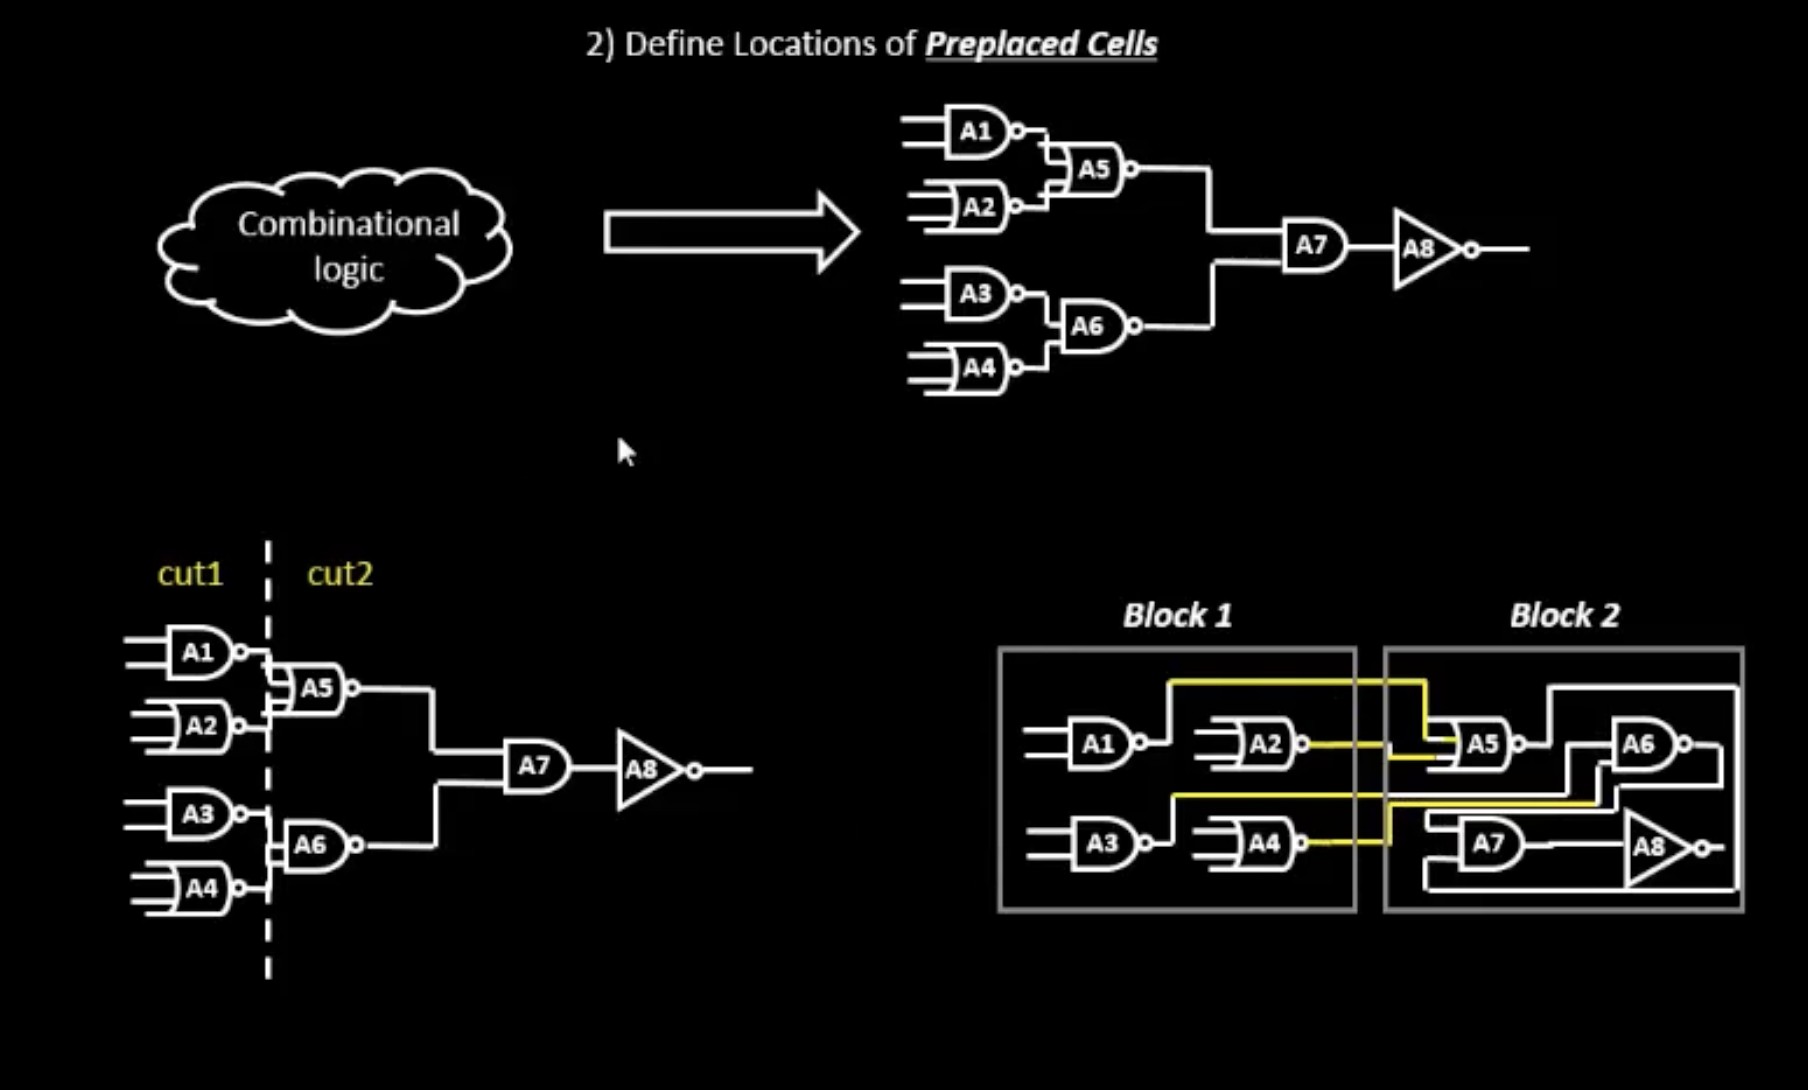 2) Define Locations of Preplaced Cells
Combinational
logic
A1
A2
A3
A4
A5
A6
A7
A8
cut1
cut2
A1
A2
A3
A4
A5
A6
A7
A8
Block 1
Block 2
A1
A2
A3
A4
A5
A6
A7
A8